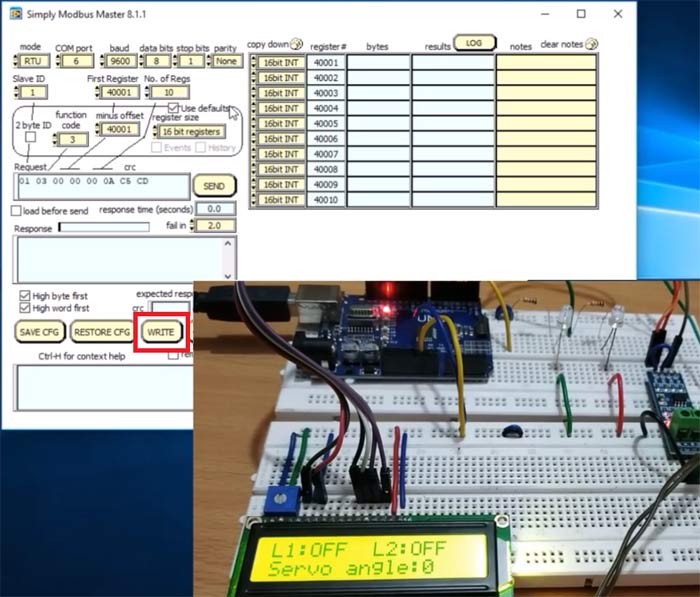 Simply Modbus Master 8.1.1
mode COM port baud data bits stop bits parity
RTU 6 9600 8 1 None
Slave ID First Register No. of Regs
1 40001 10
2 byte ID function code minus offset Use defaults
3 40001 register size
16 bit registers
Events History
Request crc
01 03 00 00 00 0A C5 CD
SEND
load before send response time (seconds) 0.0
Response fail in 2.0
High byte first
High word first
expected resp
crc
SAVE CFG RESTORE CFG WRITE
Ctrl-H for context help
copy down register# bytes results LOG notes clear notes
16bit INT 40001
16bit INT 40002
16bit INT 40003
16bit INT 40004
16bit INT 40005
16bit INT 40006
16bit INT 40007
16bit INT 40008
16bit INT 40009
16bit INT 40010
L1:OFF L2:OFF
Servo angle:0